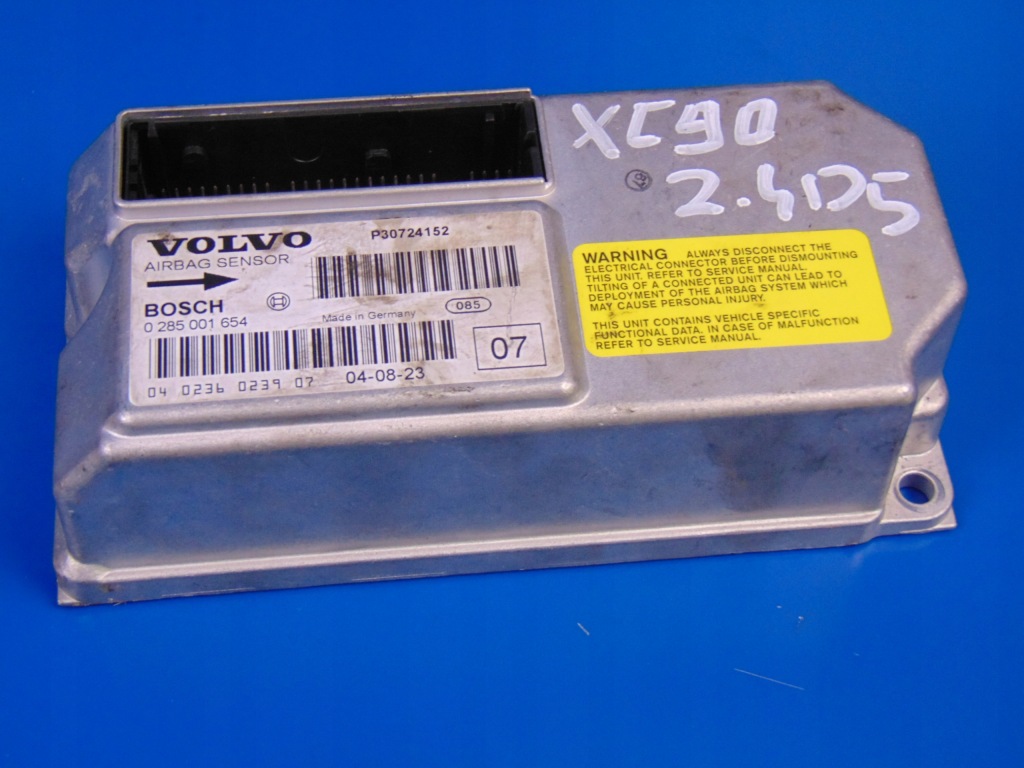 XC90
2.4D5
VOLVO
P30724152
AIRBAG SENSOR
BOSCH
0 285 001 654
Made in Germany
085
07
04 0236 0239 07
04-08-23
WARNING ALWAYS DISCONNECT THE
ELECTRICAL CONNECTOR BEFORE DISMOUNTING
THIS UNIT. REFER TO SERVICE MANUAL.
TILTING OF A CONNECTED UNIT CAN LEAD TO
DEPLOYMENT OF THE AIRBAG SYSTEM WHICH
MAY CAUSE PERSONAL INJURY.
THIS UNIT CONTAINS VEHICLE SPECIFIC
FUNCTIONAL DATA. IN CASE OF MALFUNCTION
REFER TO SERVICE MANUAL.